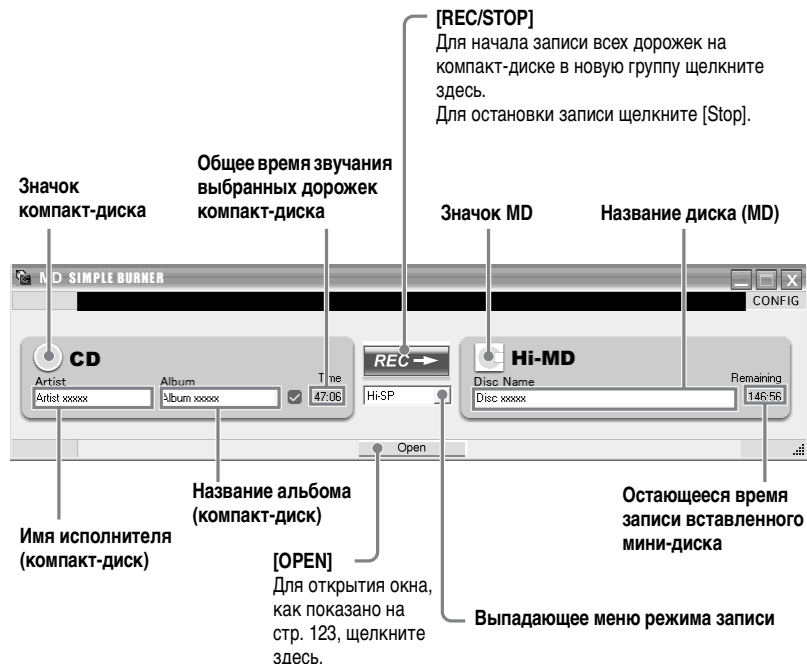 [REC/STOP]
Для начала записи всех дорожек на
компакт-диске в новую группу щелкните
здесь.
Для остановки записи щелкните [Stop].
Общее время звучания
выбранных дорожек
компакт-диска
Значок
компакт-диска
Значок MD
Название диска (MD)
MD SIMPLE BURNER
CONFIG
CD
Artist
Album
Time
Artist xxxxx
Album xxxxx
47:06
REC
Hi-SP
Hi-MD
Disc Name
Remaining
Disc xxxxx
146:56
Open
Название альбома
(компакт-диск)
Имя исполнителя
(компакт-диск)
[OPEN]
Для открытия окна,
как показано на
стр. 123, щелкните
здесь.
Остающееся время
записи вставленного
мини-диска
Выпадающее меню режима записи